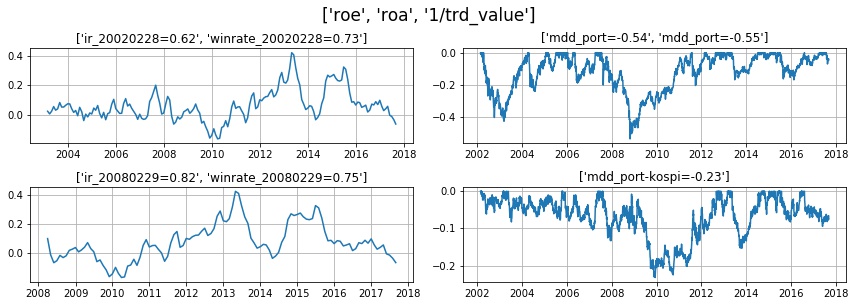 ['roe', 'roa', '1/trd_value']
['ir_20020228=0.62', 'winrate_20020228=0.73']
0.4
0.2
0.0
2004 2006 2008 2010 2012 2014 2016 2018
['mdd_port=-0.54', 'mdd_port=-0.55']
0.0
−0.2
−0.4
2002 2004 2006 2008 2010 2012 2014 2016 2018
['ir_20080229=0.82', 'winrate_20080229=0.75']
0.4
0.2
0.0
2008 2009 2010 2011 2012 2013 2014 2015 2016 2017 2018
['mdd_port-kospi=-0.23']
0.0
−0.1
−0.2
2002 2004 2006 2008 2010 2012 2014 2016 2018